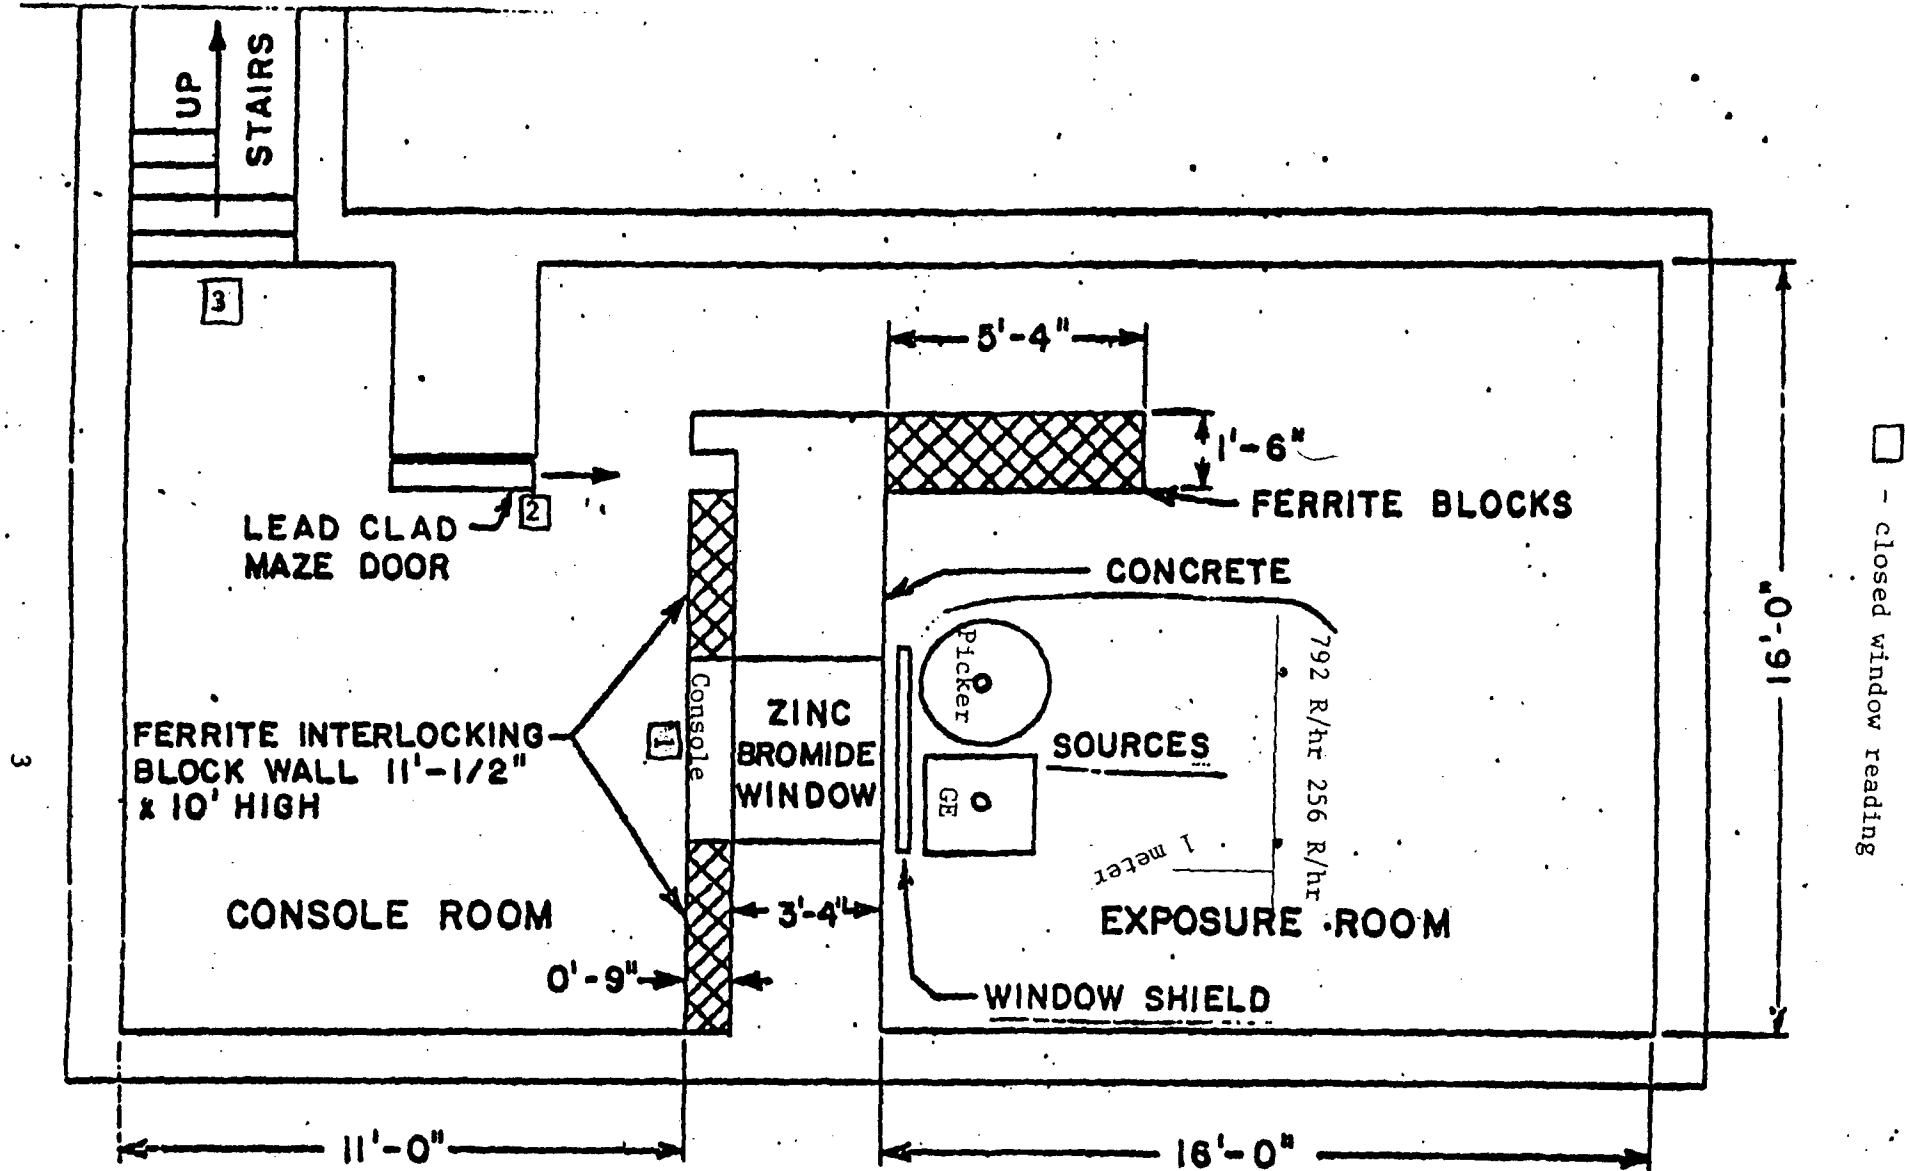 UP
STAIRS
3
5'-4"
1'-6"
FERRITE BLOCKS
2
LEAD CLAD
MAZE DOOR
CONCRETE
16'-0"
□ - closed window reading
Picker
792 R/hr 256 R/hr
Console
1
ZINC
BROMIDE
WINDOW
SOURCES
GE
1 meter
FERRITE INTERLOCKING
BLOCK WALL 11'-1/2"
x 10' HIGH
3
CONSOLE ROOM
3'-4"
EXPOSURE ROOM
0'-9"
WINDOW SHIELD
11'-0"
16'-0"